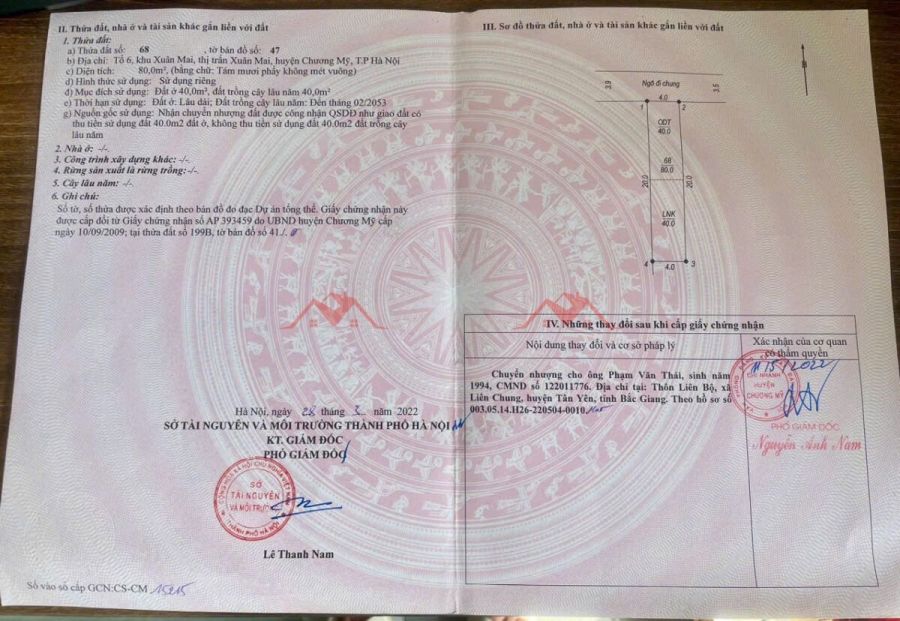 II. Thửa đất, nhà ở và tài sản khác gắn liền với đất
1. Thửa đất:
a) Thửa đất số: 68 , tờ bản đồ số: 47
b) Địa chỉ: Tổ 6, khu Xuân Mai, thị trấn Xuân Mai, huyện Chương Mỹ, T.P Hà Nội
c) Diện tích: 80,0m², (bằng chữ: Tám mươi phẩy không mét vuông)
d) Hình thức sử dụng: Sử dụng riêng
đ) Mục đích sử dụng: Đất ở 40,0m², đất trồng cây lâu năm 40,0m²
e) Thời hạn sử dụng: Đất ở: Lâu dài; Đất trồng cây lâu năm: Đến tháng 02/2053
g) Nguồn gốc sử dụng: Nhận chuyển nhượng đất được công nhận QSDĐ như giao đất có
thu tiền sử dụng đất 40.0m2 đất ở, không thu tiền sử dụng đất 40.0m2 đất trồng cây
lâu năm
2. Nhà ở: -/-
3. Công trình xây dựng khác: -/-
4. Rừng sản xuất là rừng trồng:-/-
5. Cây lâu năm: -/-
6. Ghi chú:
Số tờ, số thửa được xác định theo bản đồ đo đạc Dự án tổng thể. Giấy chứng nhận này
được cấp đổi từ Giấy chứng nhận số AP 393459 do UBND huyện Chương Mỹ cấp
ngày 10/09/2009; tại thửa đất số 199B, tờ bản đồ số 41./.
Hà Nội, ngày 28 tháng 3 năm 2022
SỞ TÀI NGUYÊN VÀ MÔI TRƯỜNG THÀNH PHỐ HÀ NỘI
KT. GIÁM ĐỐC
PHÓ GIÁM ĐỐC
CỘNG HÒA XÃ HỘI CHỦ NGHĨA VIỆT NAM
SỞ
TÀI NGUYÊN
VÀ MÔI TRƯỜNG
THÀNH PHỐ HÀ NỘI
Lê Thanh Nam
Số vào sổ cấp GCN:CS-CM 15215
III. Sơ đồ thửa đất, nhà ở và tài sản khác gắn liền với đất
B
3.9
Ngõ đi chung
3.5
4.0
1
2
ODT
40.0
68
80.0
20.0
20.0
LNK
40.0
4
4.0
3
IV. Những thay đổi sau khi cấp giấy chứng nhận
Nội dung thay đổi và cơ sở pháp lý
Xác nhận của cơ quan
có thẩm quyền
Chuyển nhượng cho ông Phạm Văn Thái, sinh năm
1994, CMND số 122011776. Địa chỉ tại: Thôn Liên Bộ, xã
Liên Chung, huyện Tân Yên, tỉnh Bắc Giang. Theo hồ sơ số
003.05.14.H26-220504-0010.
CHI NHÁNH
HUYỆN
CHƯƠNG MỸ
PHÓ GIÁM ĐỐC
Nguyễn Anh Nam